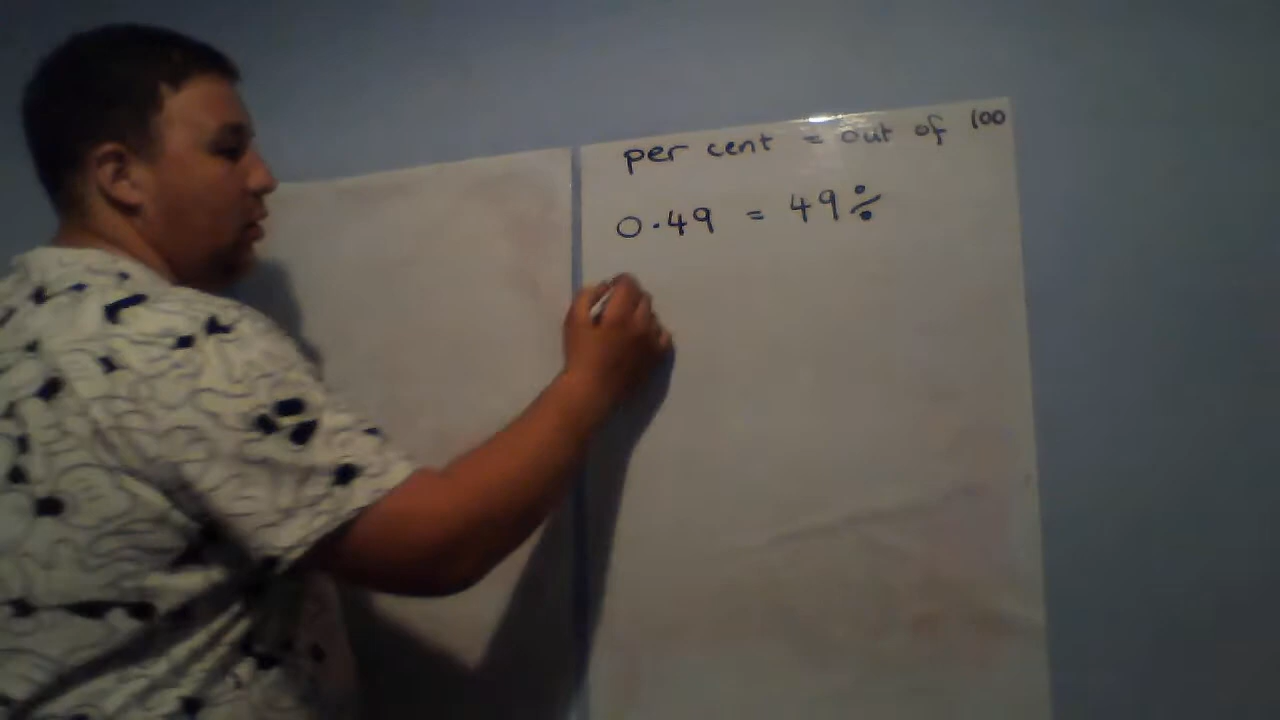 per cent = out of 100
0.49 = 49%